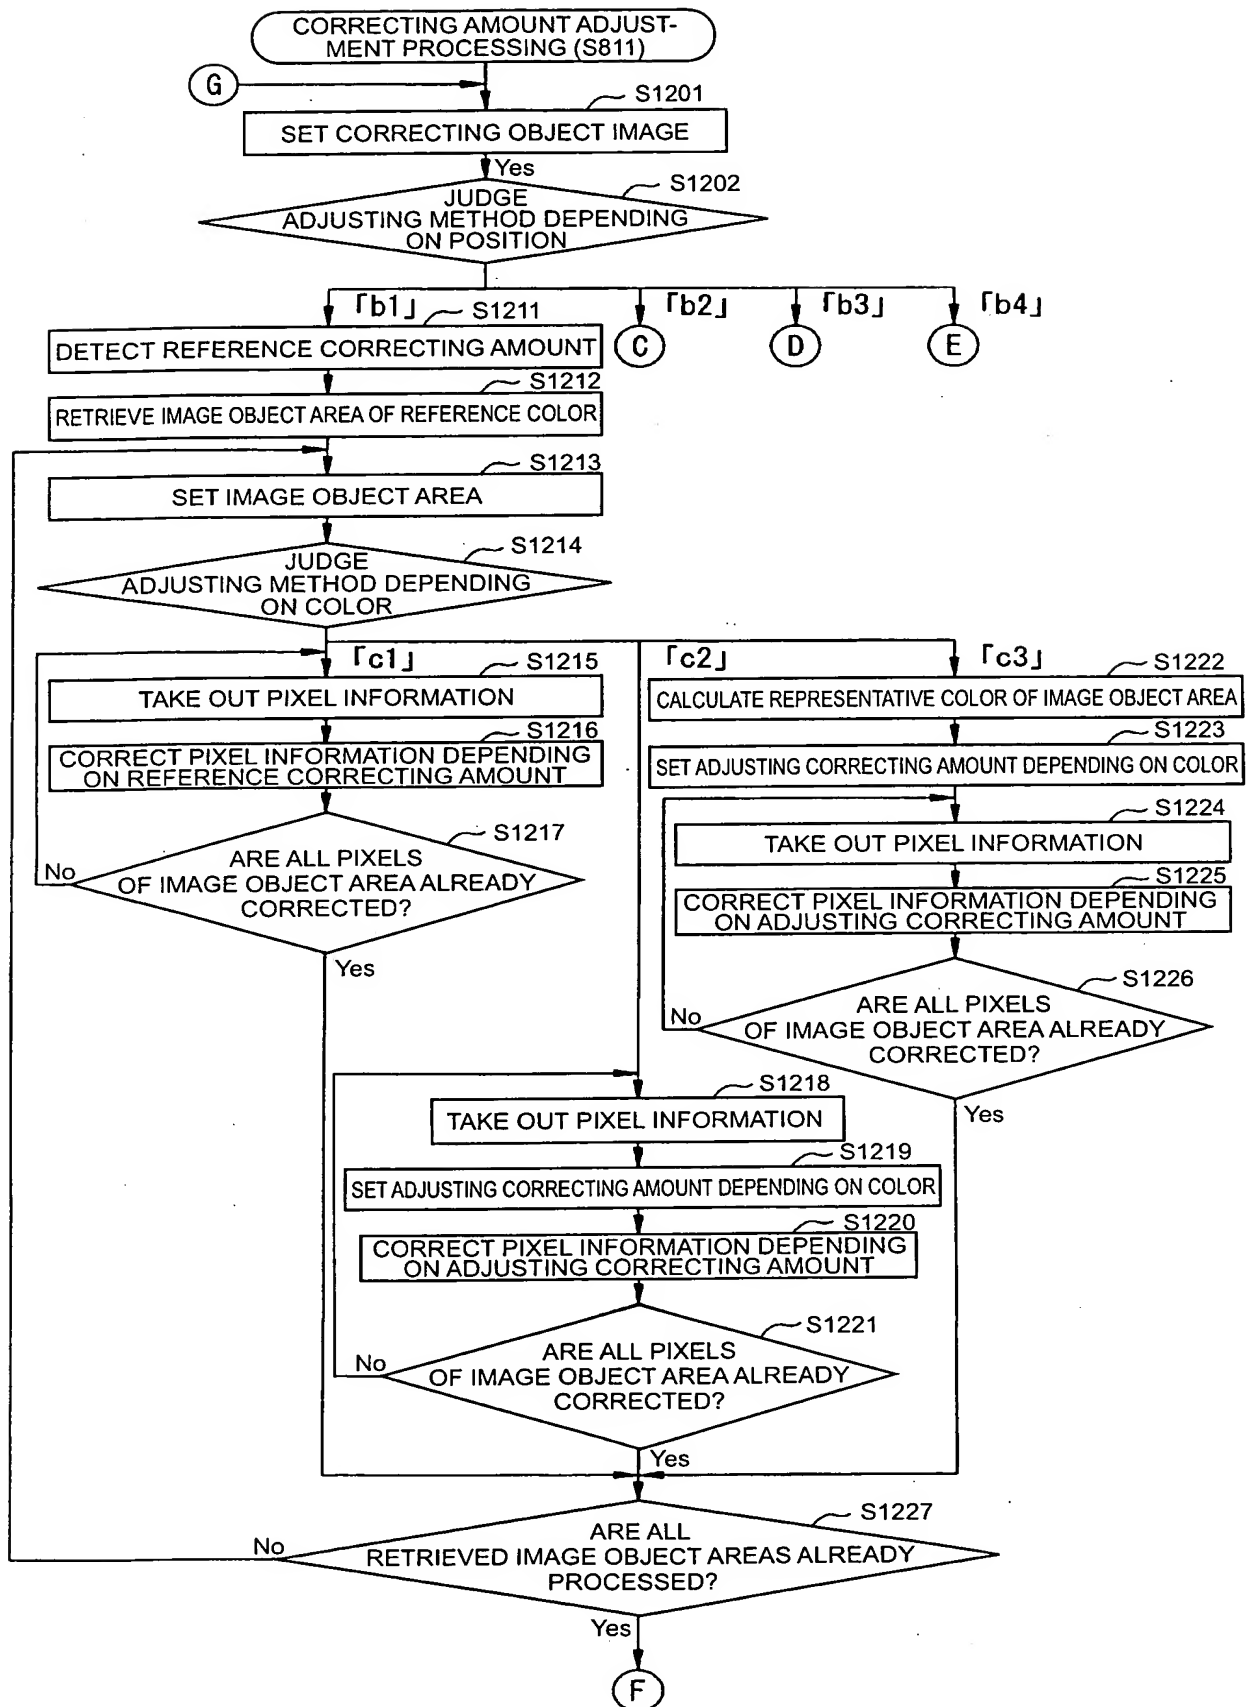 CORRECTING AMOUNT ADJUST-
MENT PROCESSING (S811)
G
S1201
SET CORRECTING OBJECT IMAGE
Yes
S1202
JUDGE
ADJUSTING METHOD DEPENDING
ON POSITION
「b1」
「b2」
「b3」
「b4」
S1211
DETECT REFERENCE CORRECTING AMOUNT
C
D
E
S1212
RETRIEVE IMAGE OBJECT AREA OF REFERENCE COLOR
S1213
SET IMAGE OBJECT AREA
S1214
JUDGE
ADJUSTING METHOD DEPENDING
ON COLOR
「c1」
「c2」
「c3」
S1215
TAKE OUT PIXEL INFORMATION
S1216
CORRECT PIXEL INFORMATION DEPENDING
ON REFERENCE CORRECTING AMOUNT
S1217
ARE ALL PIXELS
OF IMAGE OBJECT AREA ALREADY
CORRECTED?
No
Yes
S1222
CALCULATE REPRESENTATIVE COLOR OF IMAGE OBJECT AREA
S1223
SET ADJUSTING CORRECTING AMOUNT DEPENDING ON COLOR
S1224
TAKE OUT PIXEL INFORMATION
S1225
CORRECT PIXEL INFORMATION DEPENDING
ON ADJUSTING CORRECTING AMOUNT
S1226
ARE ALL PIXELS
OF IMAGE OBJECT AREA ALREADY
CORRECTED?
No
Yes
S1218
TAKE OUT PIXEL INFORMATION
S1219
SET ADJUSTING CORRECTING AMOUNT DEPENDING ON COLOR
S1220
CORRECT PIXEL INFORMATION DEPENDING
ON ADJUSTING CORRECTING AMOUNT
S1221
ARE ALL PIXELS
OF IMAGE OBJECT AREA ALREADY
CORRECTED?
No
Yes
S1227
ARE ALL
RETRIEVED IMAGE OBJECT AREAS ALREADY
PROCESSED?
No
Yes
F